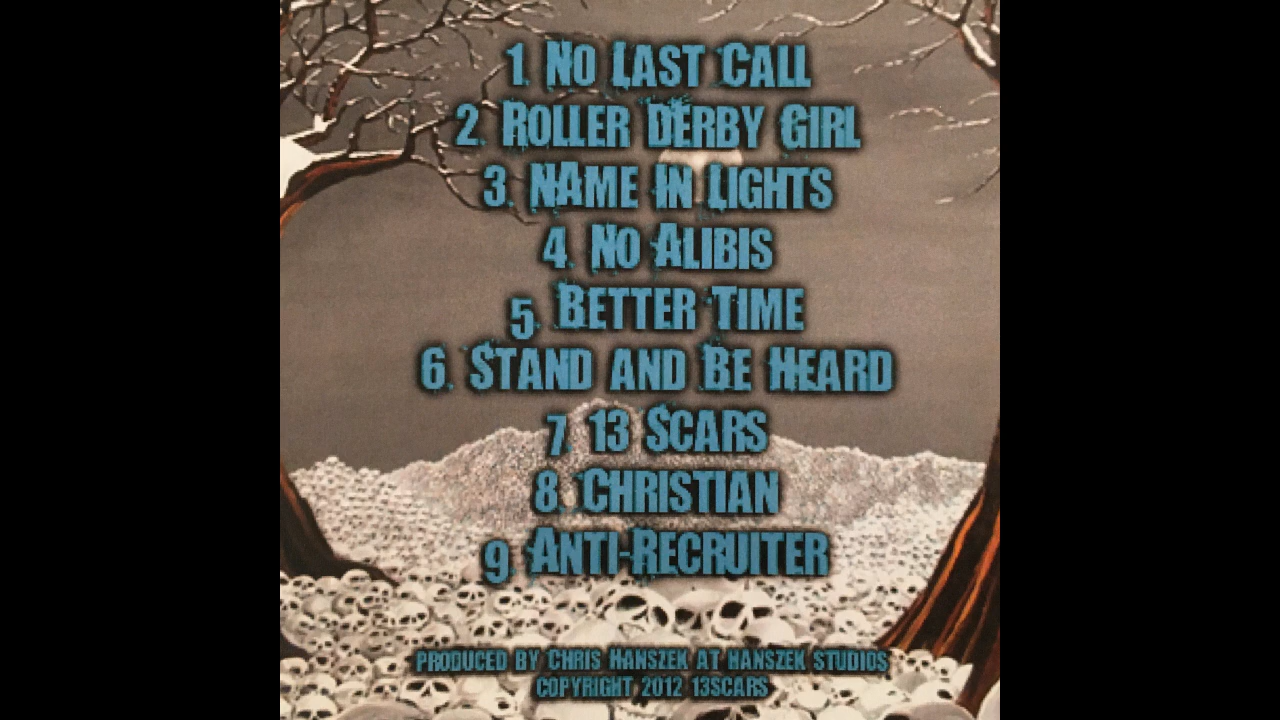 1. No Last Call
2. Roller Derby Girl
3. NAme In Lights
4. No Alibis
5. Better Time
6. Stand and Be Heard
7. 13 Scars
8. Christian
9. Anti-Recruiter
Produced by Chris Hanszek at Hanszek Studios
Copyright 2012 13Scars